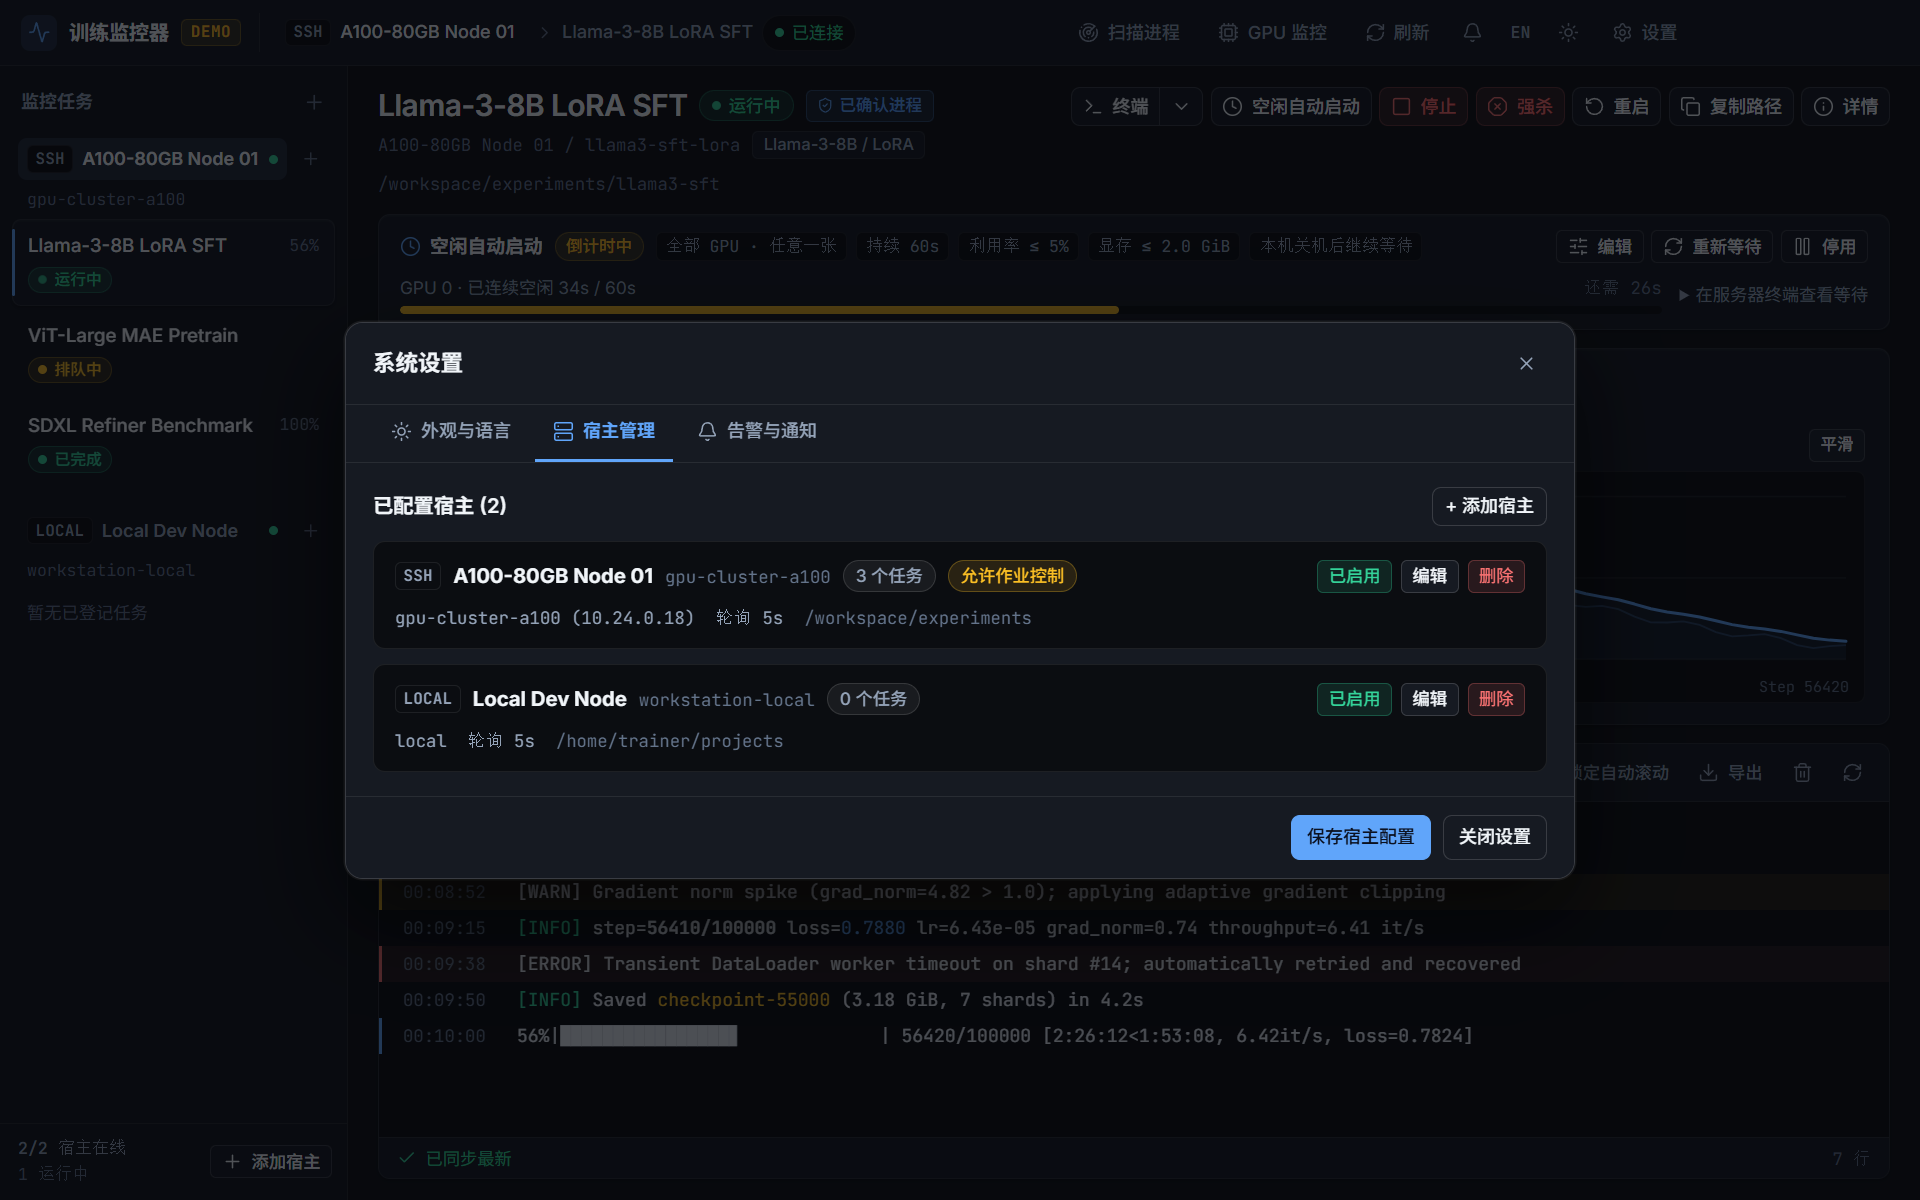 训练监控器 DEMO SSH A100-80GB Node 01 > Llama-3-8B LoRA SFT 已连接 扫描进程 GPU 监控 刷新 EN 设置
监控任务
SSH A100-80GB Node 01
gpu-cluster-a100
Llama-3-8B LoRA SFT 56%
运行中
ViT-Large MAE Pretrain
排队中
SDXL Refiner Benchmark 100%
已完成
LOCAL Local Dev Node
workstation-local
暂无已登记任务
2/2 宿主在线
1 运行中
+ 添加宿主
Llama-3-8B LoRA SFT 运行中 已确认进程 终端 空闲自动启动 停止 强杀 重启 复制路径 详情
A100-80GB Node 01 / llama3-sft-lora Llama-3-8B / LoRA
/workspace/experiments/llama3-sft
空闲自动启动 倒计时中 全部 GPU · 任意一张 持续 60s 利用率 ≤ 5% 显存 ≤ 2.0 GiB 本机关机后继续等待 编辑 重新等待 停用
GPU 0 · 已连续空闲 34s / 60s 还需 26s ▶ 在服务器终端查看等待
系统设置
外观与语言 宿主管理 告警与通知
已配置宿主 (2) + 添加宿主
SSH A100-80GB Node 01 gpu-cluster-a100 3 个任务 允许作业控制 已启用 编辑 删除
gpu-cluster-a100 (10.24.0.18) 轮询 5s /workspace/experiments
LOCAL Local Dev Node workstation-local 0 个任务 已启用 编辑 删除
local 轮询 5s /home/trainer/projects
保存宿主配置 关闭设置
平滑
Step 56420
定自动滚动 导出
00:08:52 [WARN] Gradient norm spike (grad_norm=4.82 > 1.0); applying adaptive gradient clipping
00:09:15 [INFO] step=56410/100000 loss=0.7880 lr=6.43e-05 grad_norm=0.74 throughput=6.41 it/s
00:09:38 [ERROR] Transient DataLoader worker timeout on shard #14; automatically retried and recovered
00:09:50 [INFO] Saved checkpoint-55000 (3.18 GiB, 7 shards) in 4.2s
00:10:00 56%|█████████████████ | 56420/100000 [2:26:12<1:53:08, 6.42it/s, loss=0.7824]
已同步最新 7 行